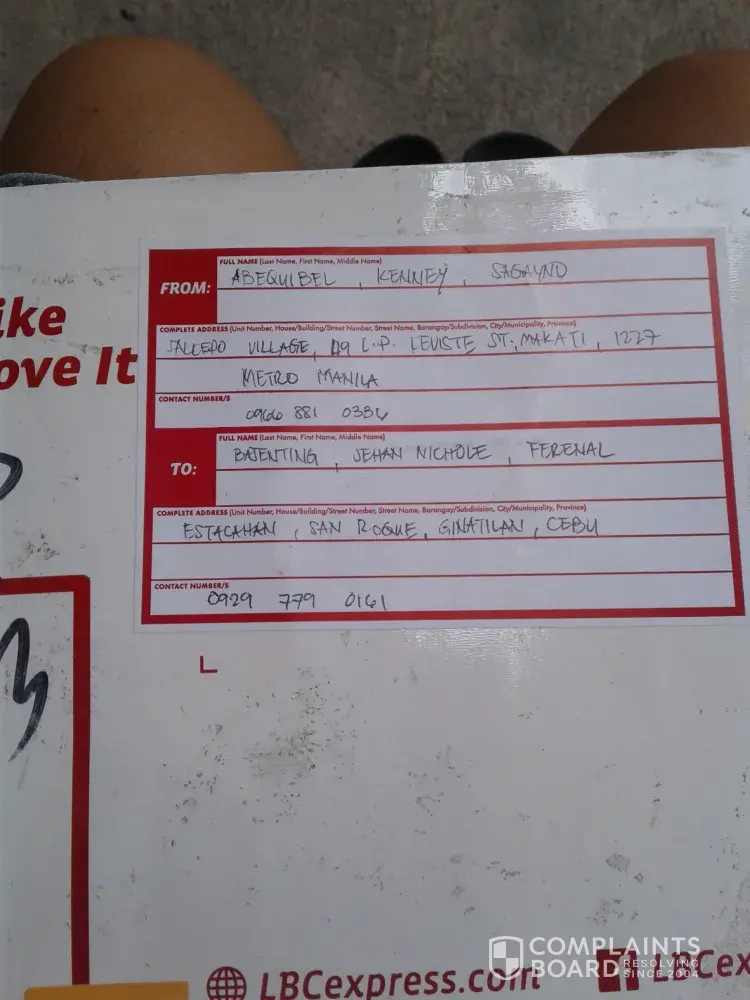 ike
ove It
FROM:
FULL NAME (Last Name, First Name, Middle Name)
ABEQUIBEL , KENNEY , SAGAYNO
COMPLETE ADDRESS (Unit Number, House/Building/Street Number, Street Name, Barangay/Subdivision, City/Municipality, Province)
SALCEDO VILLAGE, 49 L.P. LEVISTE ST., MAKATI , 1227
METRO MANILA
CONTACT NUMBER/S
0966 881 0336
TO:
FULL NAME (Last Name, First Name, Middle Name)
BATENTING , JEHAN NICHOLE , FERENAL
COMPLETE ADDRESS (Unit Number, House/Building/Street Number, Street Name, Barangay/Subdivision, City/Municipality, Province)
ESTACAHAN , SAN ROQUE , GINATILAN , CEBU
CONTACT NUMBER/S
0929 779 0161
LBCexpress.com
LBCex
COMPLAINTS
BOARD RESOLVING
SINCE 2004